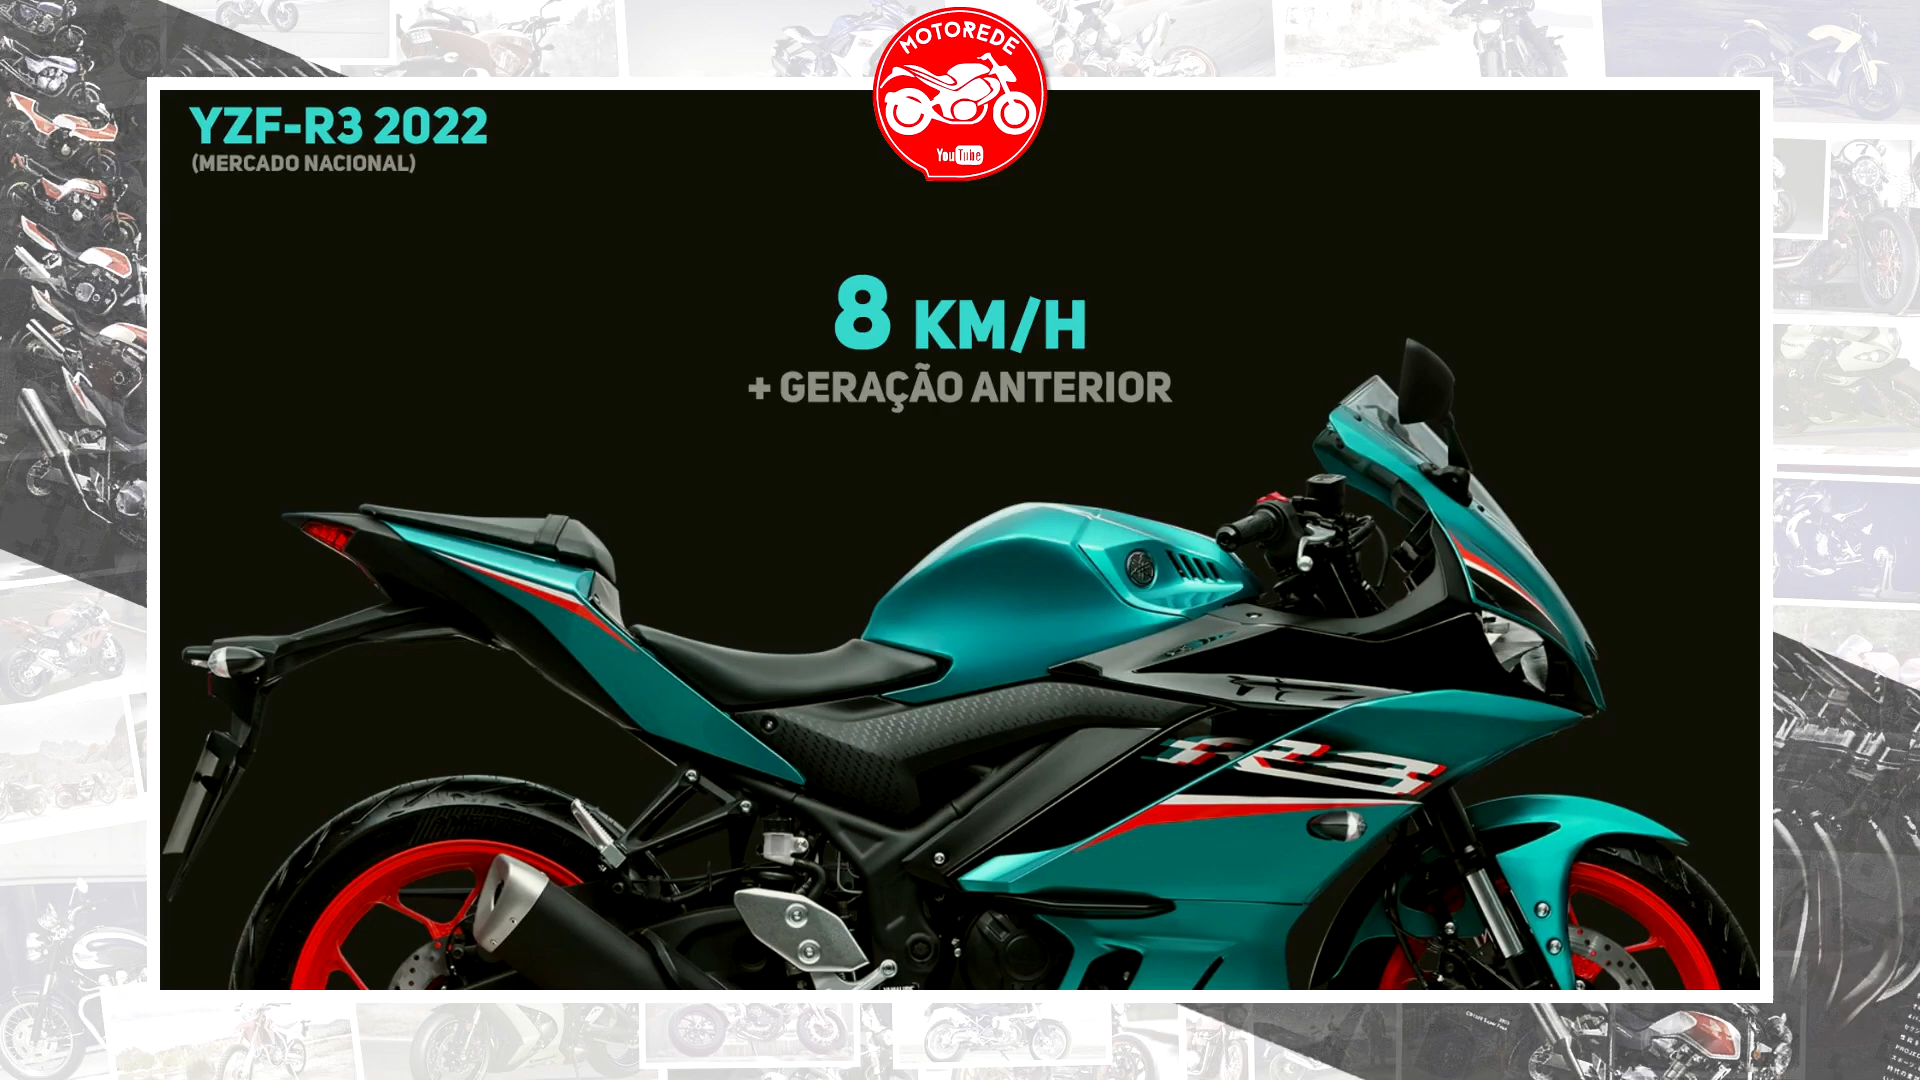 MOTOREDE
YouTube
YZF-R3 2022
(MERCADO NACIONAL)
8 KM/H
+ GERAÇÃO ANTERIOR
R3